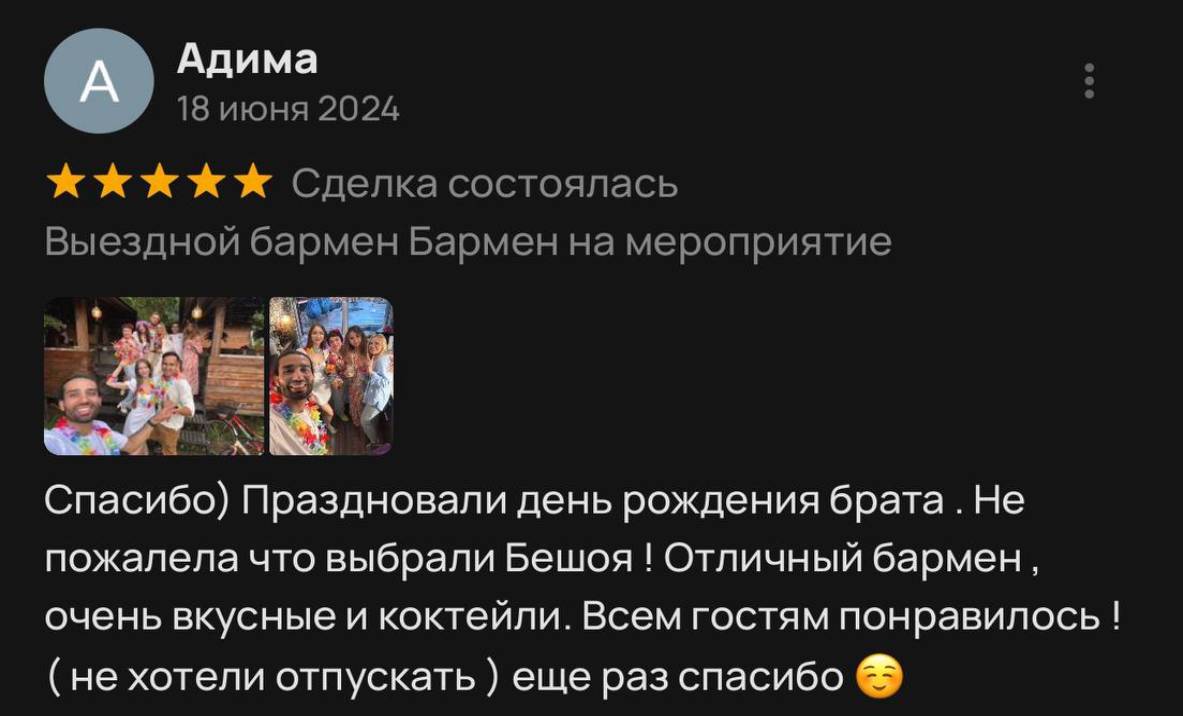 А
Адима
18 июня 2024
Сделка состоялась
Выездной бармен Бармен на мероприятие
Спасибо) Праздновали день рождения брата . Не
пожалела что выбрали Бешоя ! Отличный бармен ,
очень вкусные и коктейли. Всем гостям понравилось !
( не хотели отпускать ) еще раз спасибо ☺️